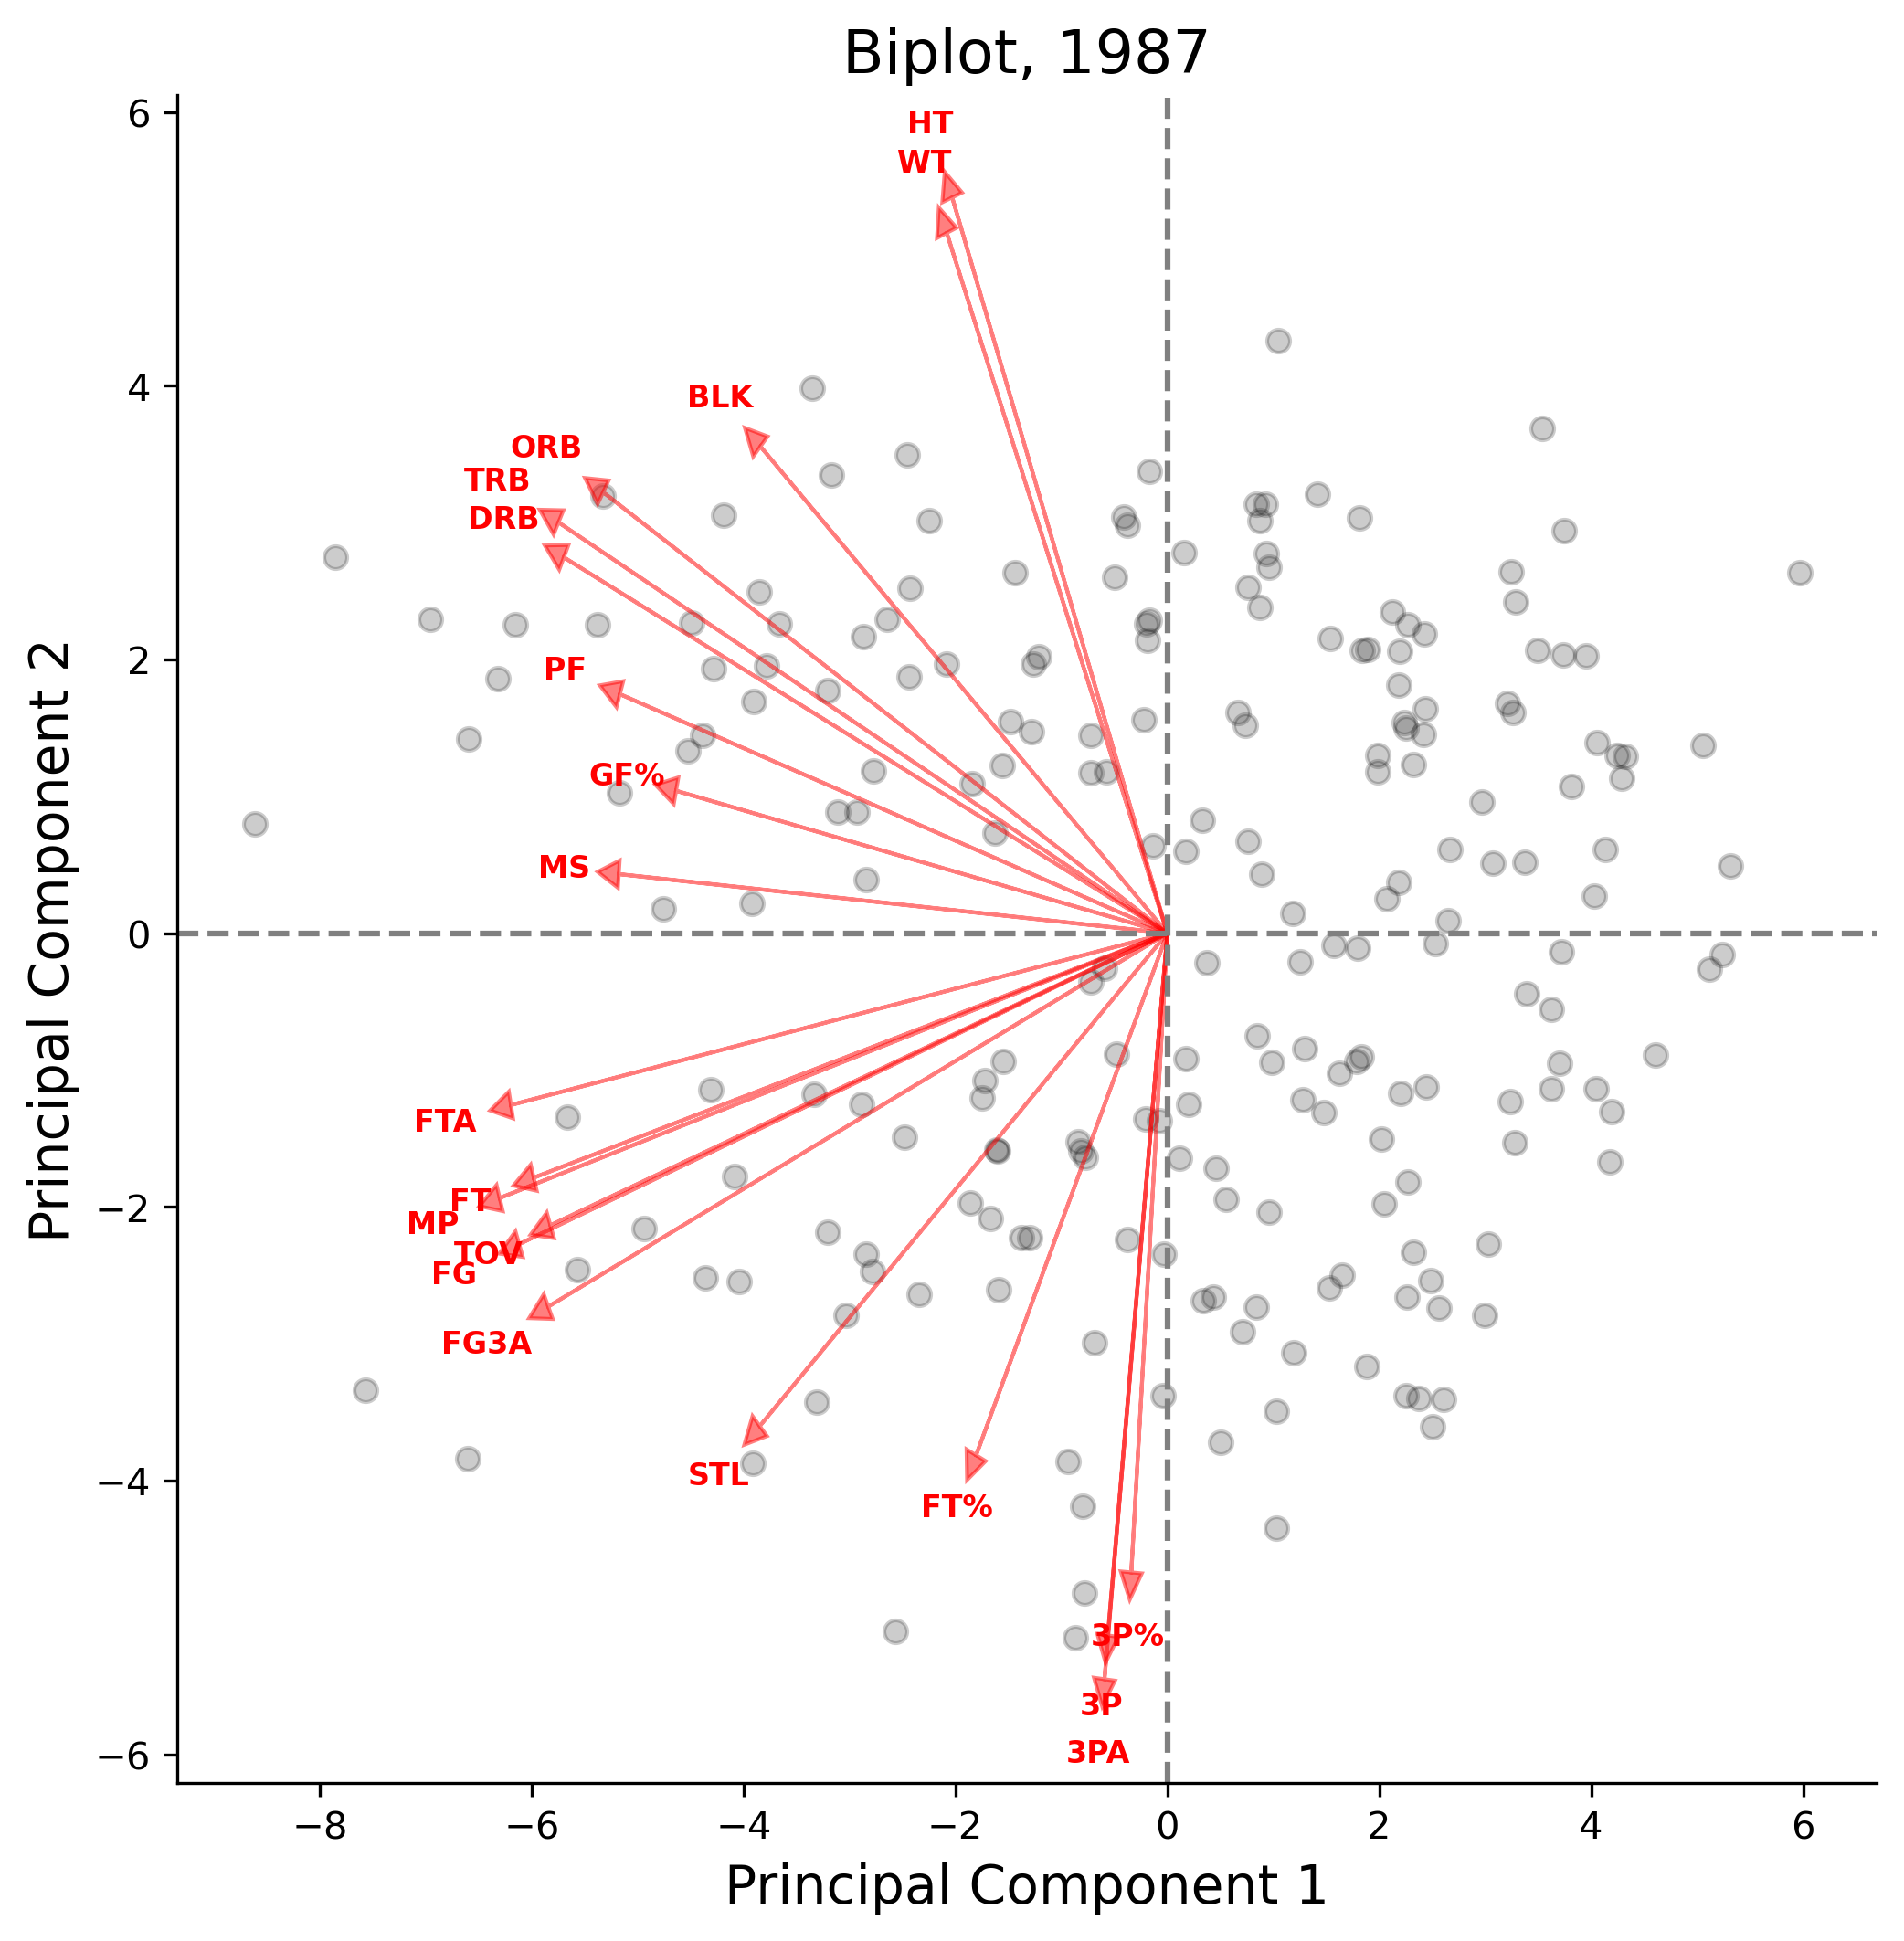 Biplot, 1987
6
HT
WT
4
BLK
ORB
TRB
DRB
2
PF
GF%
MS
0
FTA
FT
−2
MP
TOV
FG
FG3A
−4
STL
FT%
3P%
3P
3PA
−6
−8 −6 −4 −2 0 2 4 6
Principal Component 1
Principal Component 2